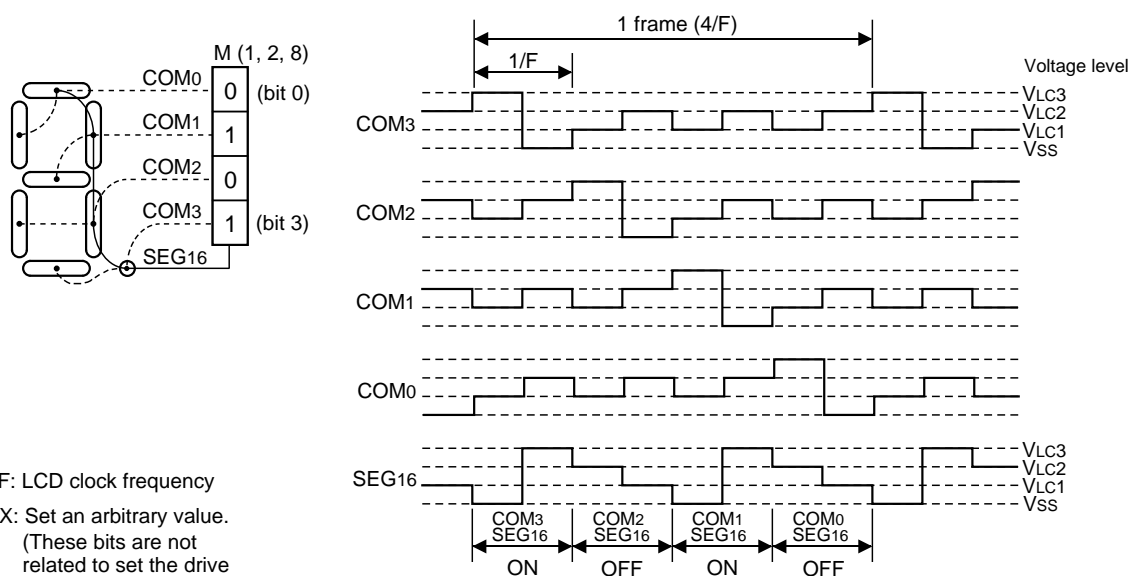 1 frame (4/F)
1/F
Voltage level
M (1, 2, 8)
COM0
0
(bit 0)
COM1
1
COM2
0
COM3
1
(bit 3)
SEG16
COM3
VLC3
VLC2
VLC1
VSS
COM2
COM1
COM0
SEG16
VLC3
VLC2
VLC1
VSS
COM3 COM2 COM1 COM0
SEG16 SEG16 SEG16 SEG16
ON OFF ON OFF
F: LCD clock frequency
X: Set an arbitrary value.
(These bits are not
related to set the drive